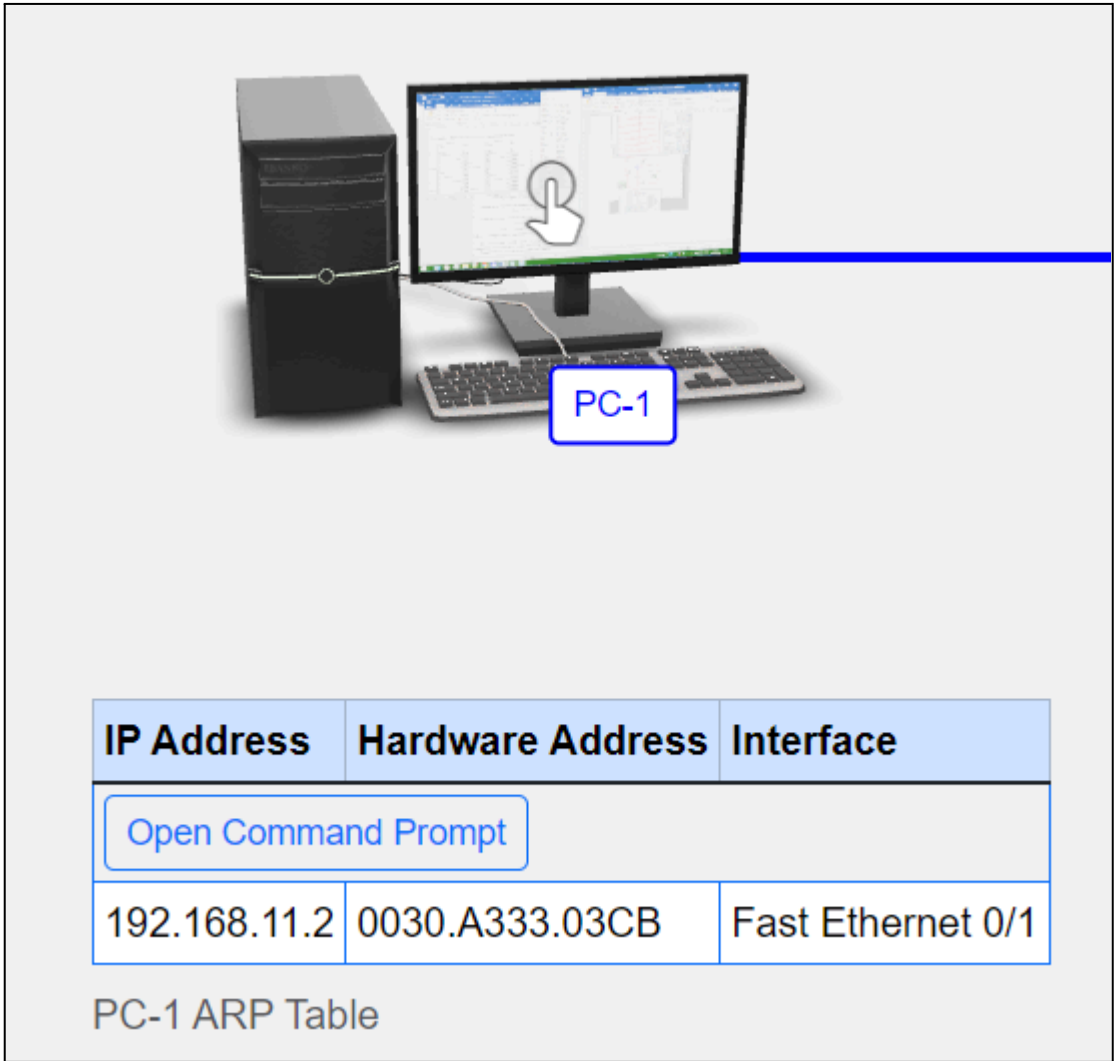 PC-1
IP Address Hardware Address Interface
Open Command Prompt
192.168.11.2 0030.A333.03CB Fast Ethernet 0/1
PC-1 ARP Table